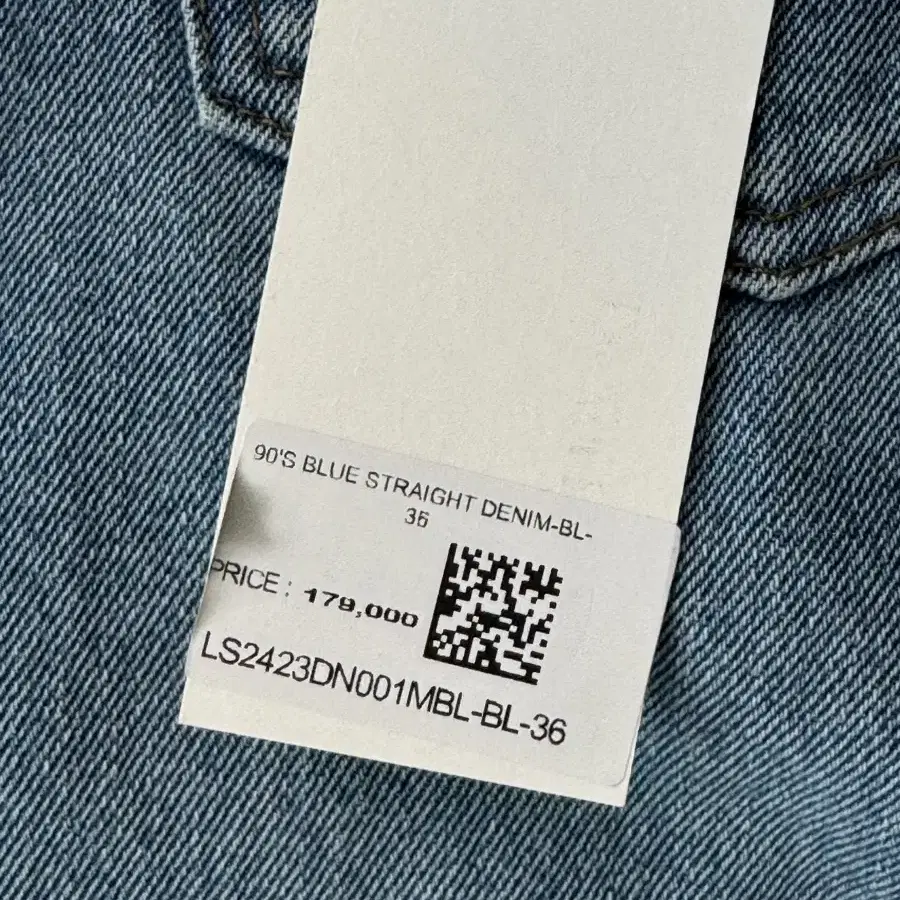 90'S BLUE STRAIGHT DENIM-BL-
36
PRICE : 179,000
LS2423DN001MBL-BL-36